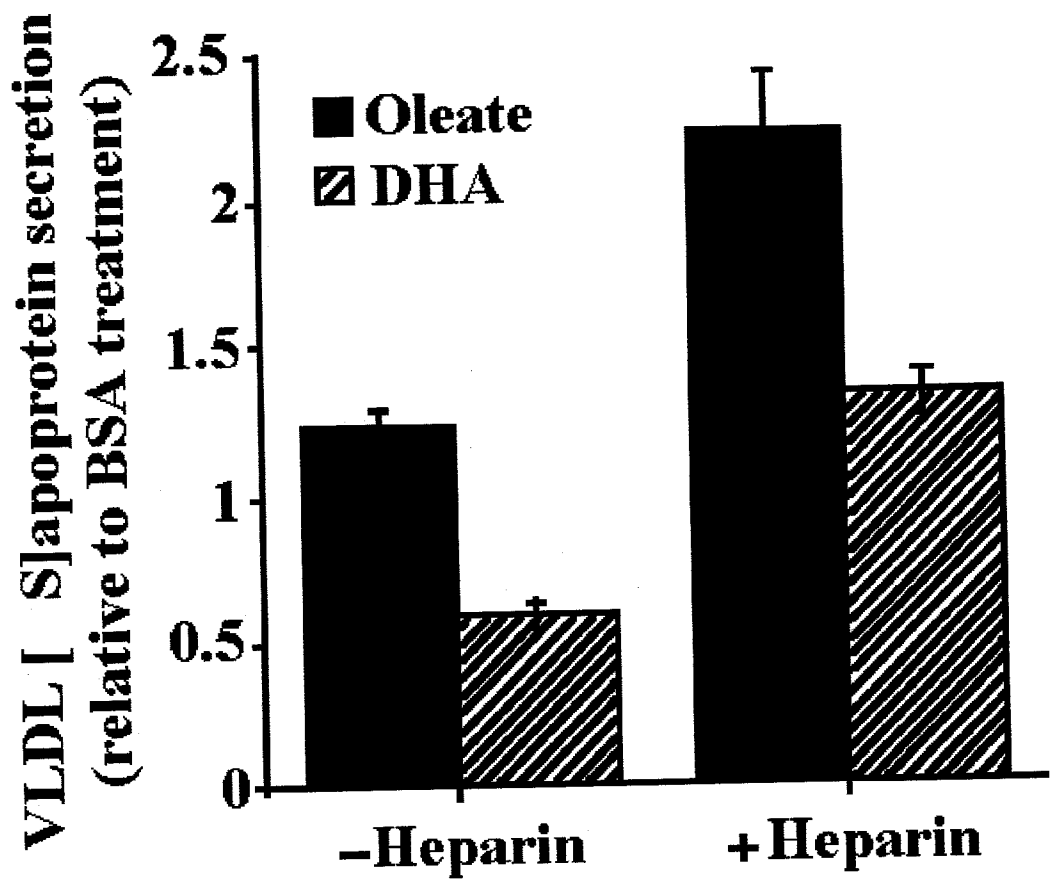 VLDL [ S]apoprotein secretion
(relative to BSA treatment)
2.5
2
1.5
1
0.5
0
Oleate
DHA
–Heparin
+Heparin